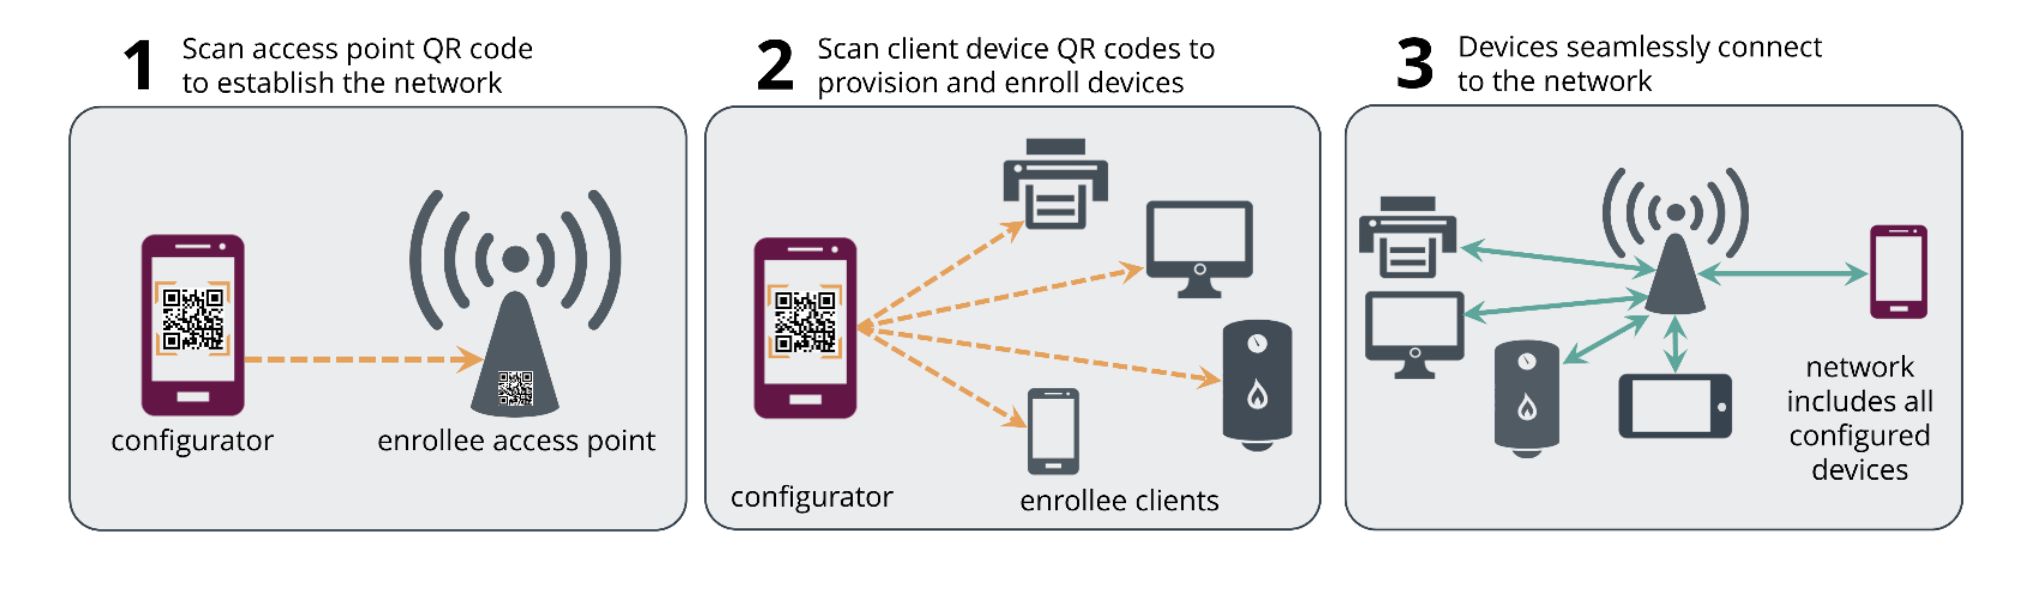 1
Scan access point QR code
to establish the network
configurator
enrollee access point
2
Scan client device QR codes to
provision and enroll devices
configurator
enrollee clients
3
Devices seamlessly connect
to the network
network
includes all
configured
devices